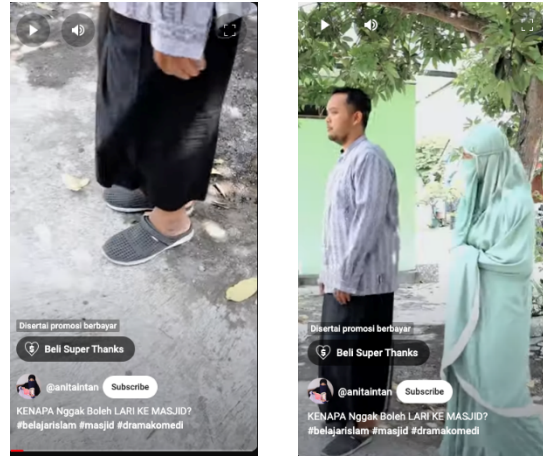 Disertai promosi berbayar
Beli Super Thanks
@anitaintan Subscribe
KENAPA Nggak Boleh LARI KE MASJID?
#belajarislam #masjid #dramakomedi
Disertai promosi berbayar
Beli Super Thanks
@anitaintan Subscribe
KENAPA Nggak Boleh LARI KE MASJID?
#belajarislam #masjid #dramakomedi